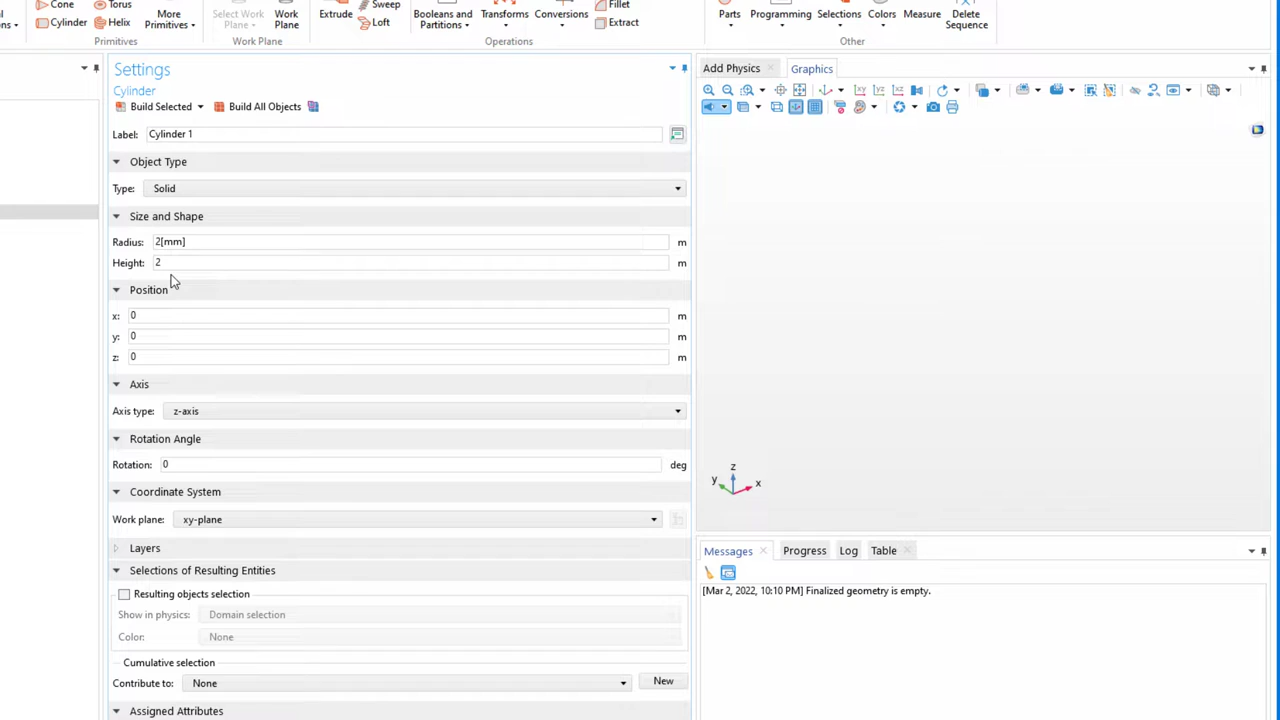 Cone
Torus
Cylinder
Helix
More
Primitives
Primitives
Select Work
Plane
Work
Plane
Work Plane
Extrude
Sweep
Loft
Booleans and
Partitions
Transforms
Conversions
Fillet
Extract
Operations
Parts
Programming
Selections
Colors
Measure
Delete
Sequence
Other
Settings
Cylinder
Build Selected
Build All Objects
Label: Cylinder 1
Object Type
Type: Solid
Size and Shape
Radius: 2[mm] m
Height: 2 m
Position
x: 0 m
y: 0 m
z: 0 m
Axis
Axis type: z-axis
Rotation Angle
Rotation: 0 deg
Coordinate System
Work plane: xy-plane
Layers
Selections of Resulting Entities
Resulting objects selection
Show in physics: Domain selection
Color: None
Cumulative selection
Contribute to: None New
Assigned Attributes
Add Physics Graphics
xy yz xz
z
y x
Messages Progress Log Table
[Mar 2, 2022, 10:10 PM] Finalized geometry is empty.